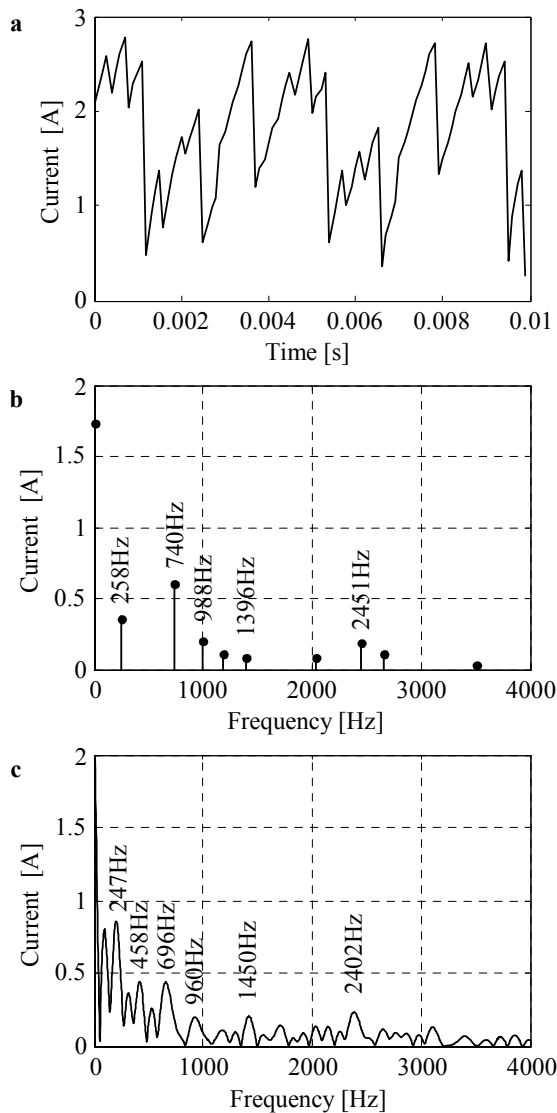 a
3
2
1
0
Current [A]
0 0.002 0.004 0.006 0.008 0.01
Time [s]
b
2
1.5
1
0.5
0
Current [A]
258Hz
740Hz
988Hz
1396Hz
2451Hz
0 1000 2000 3000 4000
Frequency [Hz]
c
2
1.5
1
0.5
0
Current [A]
247Hz
458Hz
696Hz
960Hz
1450Hz
2402Hz
0 1000 2000 3000 4000
Frequency [Hz]